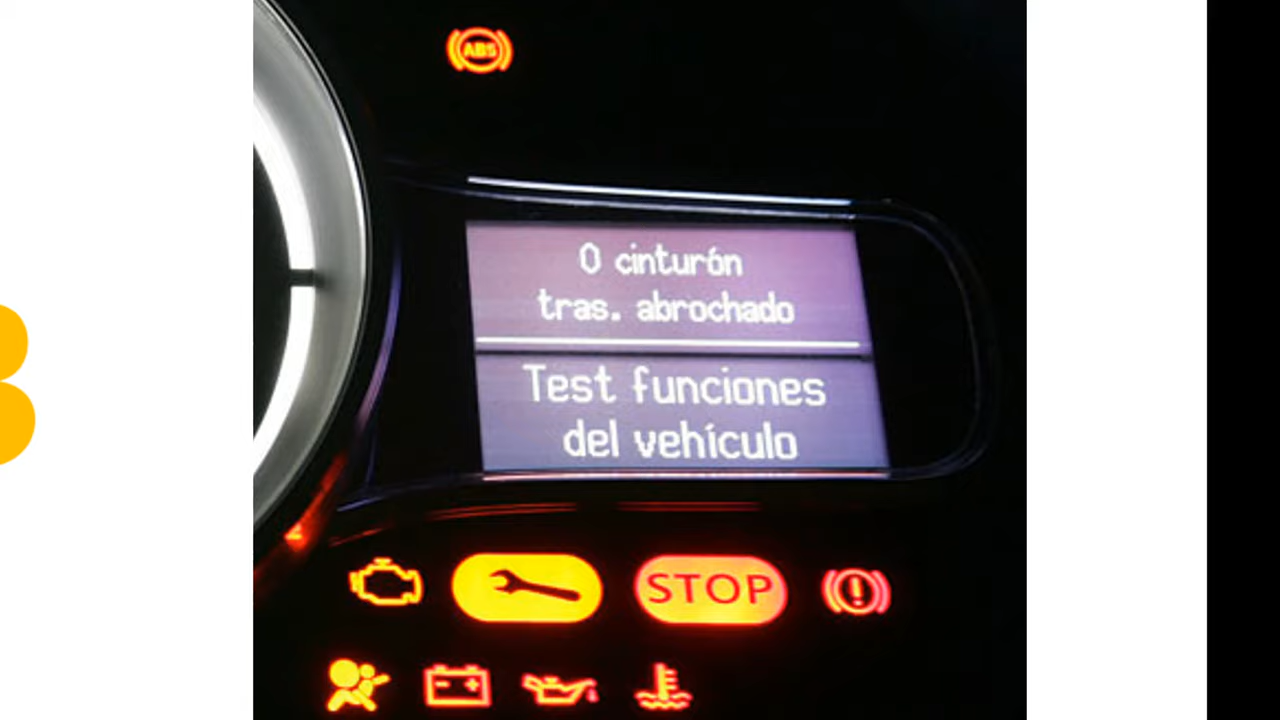 ABS
0 cinturón
tras. abrochado
Test funciones
del vehículo
STOP